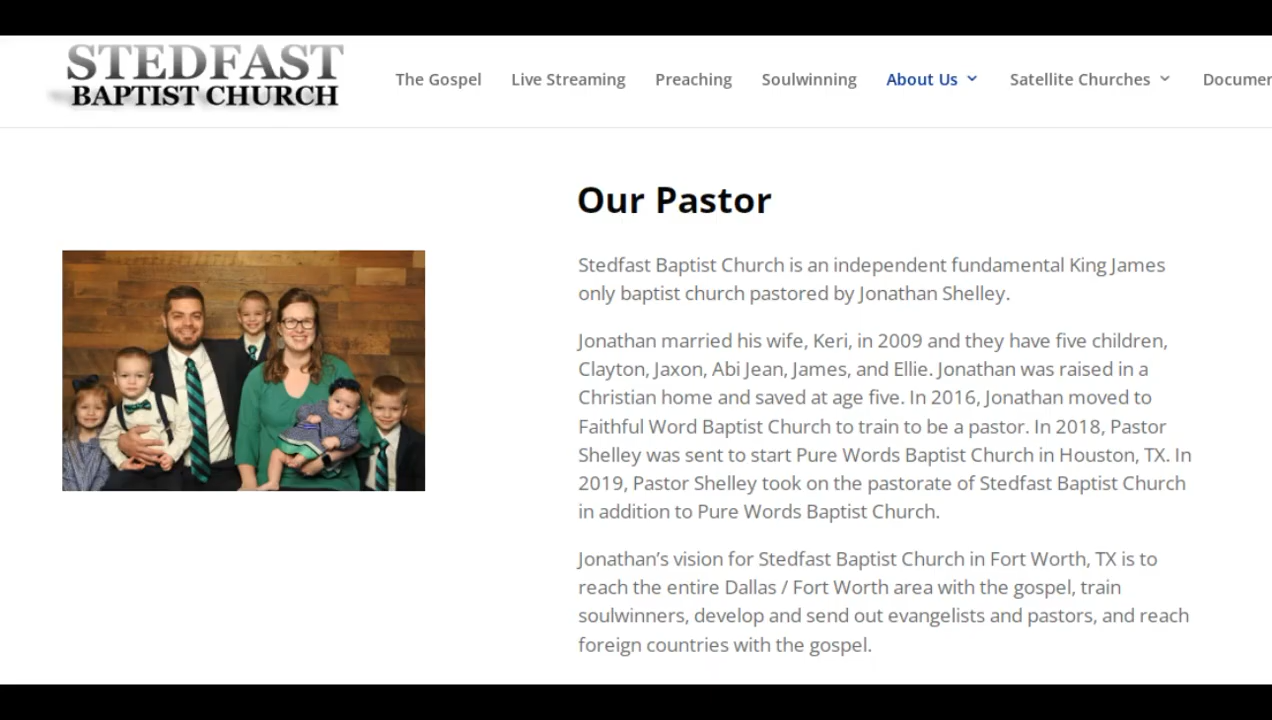 STEDFAST
BAPTIST CHURCH
The Gospel Live Streaming Preaching Soulwinning About Us Satellite Churches
Our Pastor
Stedfast Baptist Church is an independent fundamental King James
only baptist church pastored by Jonathan Shelley.
Jonathan married his wife, Keri, in 2009 and they have five children,
Clayton, Jaxon, Abi Jean, James, and Ellie. Jonathan was raised in a
Christian home and saved at age five. In 2016, Jonathan moved to
Faithful Word Baptist Church to train to be a pastor. In 2018, Pastor
Shelley was sent to start Pure Words Baptist Church in Houston, TX. In
2019, Pastor Shelley took on the pastorate of Stedfast Baptist Church
in addition to Pure Words Baptist Church.
Jonathan’s vision for Stedfast Baptist Church in Fort Worth, TX is to
reach the entire Dallas / Fort Worth area with the gospel, train
soulwinners, develop and send out evangelists and pastors, and reach
foreign countries with the gospel.